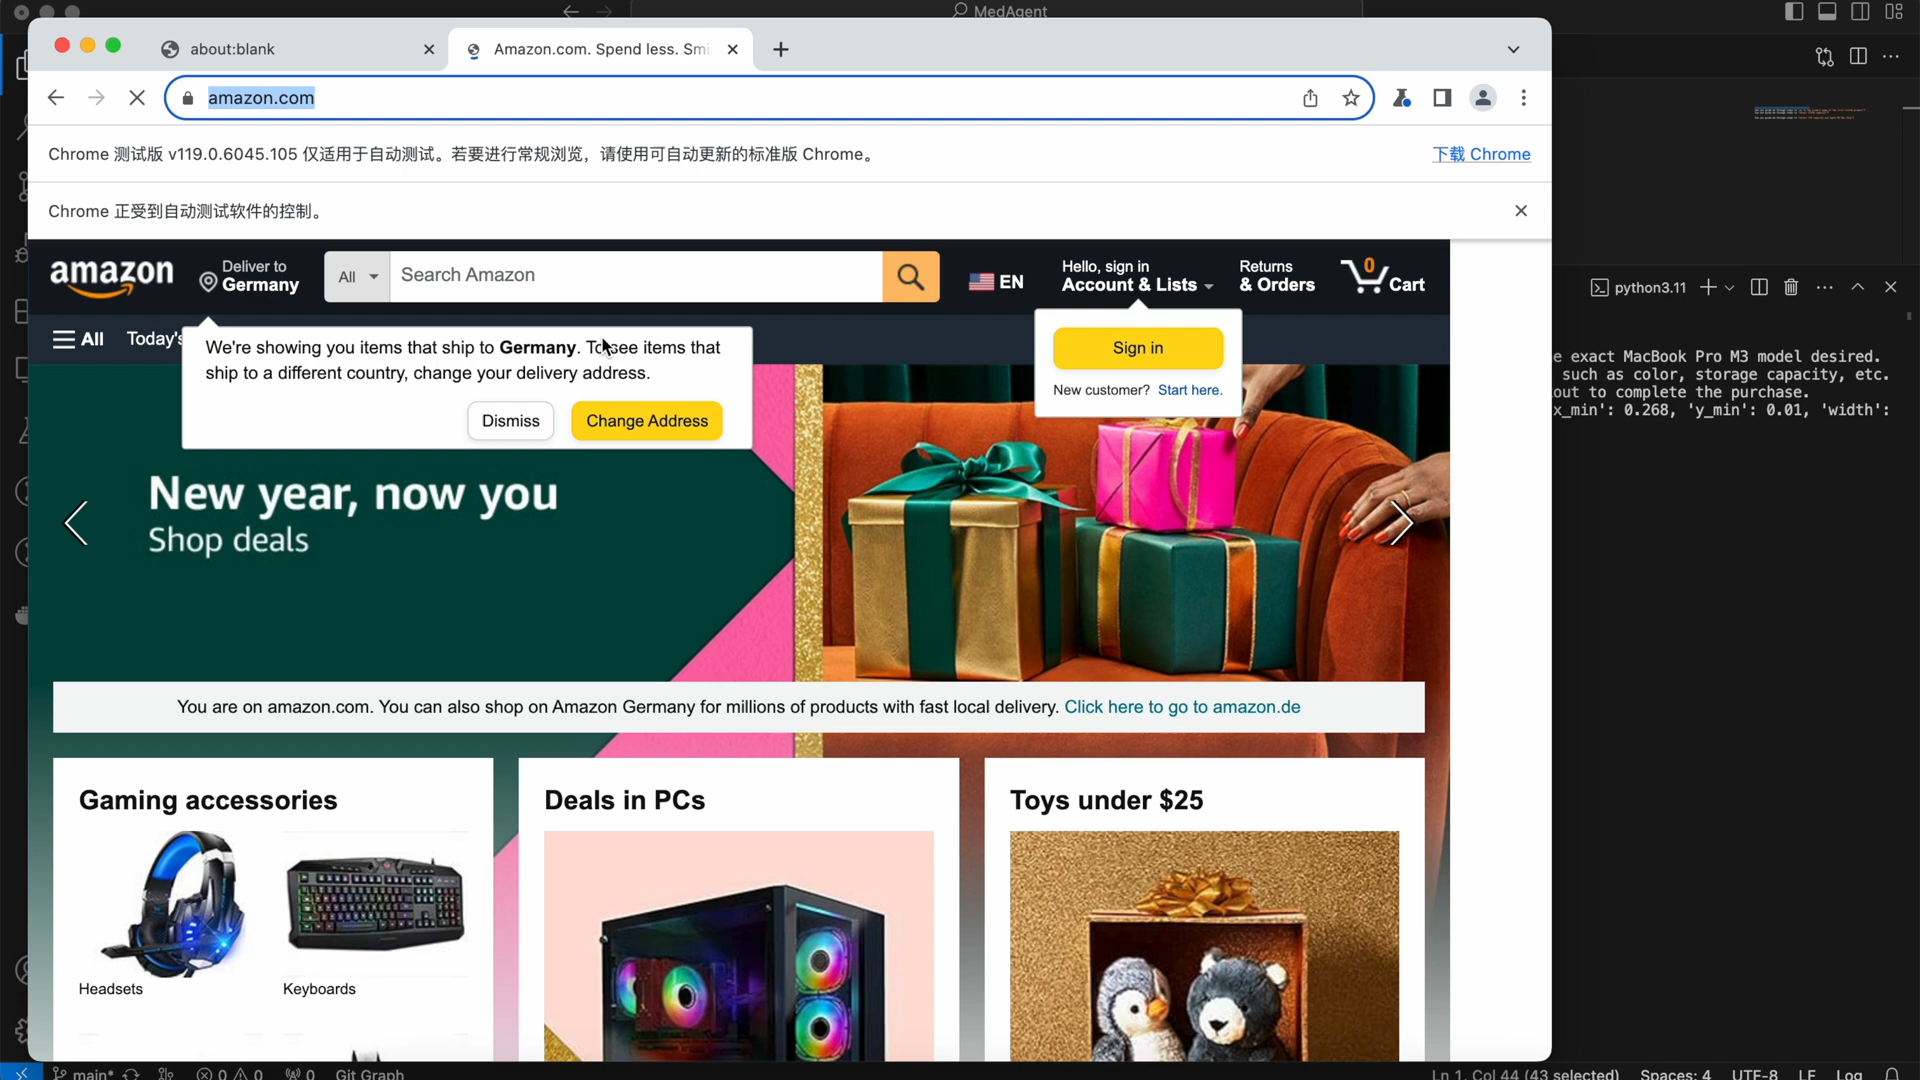 MedAgent
about:blank
Amazon.com. Spend less. Smi
amazon.com
Chrome 测试版 v119.0.6045.105 仅适用于自动测试。若要进行常规浏览，请使用可自动更新的标准版 Chrome。
下载 Chrome
Chrome 正受到自动测试软件的控制。
amazon
Deliver to
Germany
All
Search Amazon
EN
Hello, sign in
Account & Lists
Returns
& Orders
0
Cart
All
Today's
We're showing you items that ship to Germany. To see items that
ship to a different country, change your delivery address.
Dismiss
Change Address
Sign in
New customer? Start here.
New year, now you
Shop deals
You are on amazon.com. You can also shop on Amazon Germany for millions of products with fast local delivery. Click here to go to amazon.de
Gaming accessories
Headsets
Keyboards
Deals in PCs
Toys under $25
python3.11
e exact MacBook Pro M3 model desired.
such as color, storage capacity, etc.
out to complete the purchase.
x_min': 0.268, 'y_min': 0.01, 'width':
main*
0
0
0
Git Graph
Ln 1, Col 44 (43 selected)
Spaces: 4
UTF-8
LF
Log